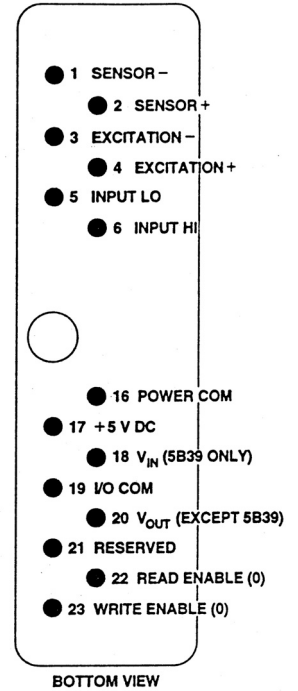 1 SENSOR −
2 SENSOR +
3 EXCITATION −
4 EXCITATION +
5 INPUT LO
6 INPUT HI
16 POWER COM
17 +5 V DC
18 VIN (5B39 ONLY)
19 I/O COM
20 VOUT (EXCEPT 5B39)
21 RESERVED
22 READ ENABLE (0)
23 WRITE ENABLE (0)
BOTTOM VIEW